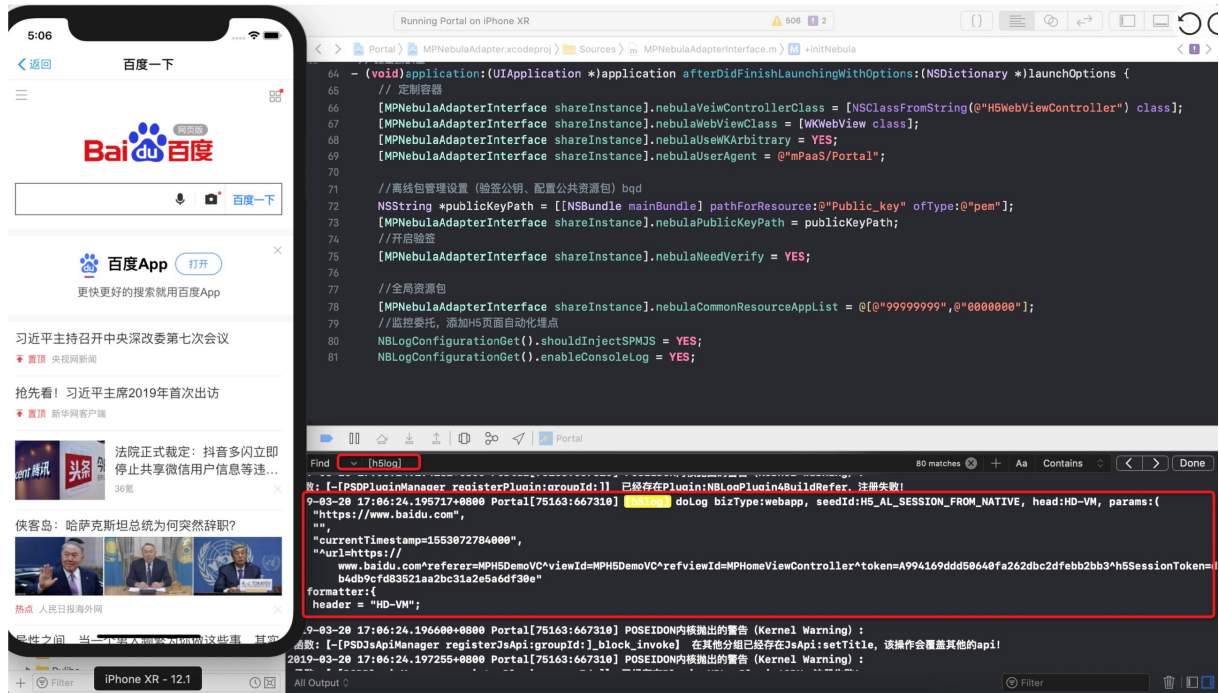 Running Portal on iPhone XR
506
2
Portal
MPNebulaAdapter.xcodeproj
Sources
MPNebulaAdapterInterface.m
+initNebula
64 - (void)application:(UIApplication *)application afterDidFinishLaunchingWithOptions:(NSDictionary *)launchOptions {
65 // 定制容器
66 [MPNebulaAdapterInterface shareInstance].nebulaVeiwControllerClass = [NSClassFromString(@"H5WebViewController") class];
67 [MPNebulaAdapterInterface shareInstance].nebulaWebViewClass = [WKWebView class];
68 [MPNebulaAdapterInterface shareInstance].nebulaUseWKArbitrary = YES;
69 [MPNebulaAdapterInterface shareInstance].nebulaUserAgent = @"mPaaS/Portal";
70
71 //离线包管理设置（验签公钥、配置公共资源包）bqd
72 NSString *publicKeyPath = [[NSBundle mainBundle] pathForResource:@"Public_key" ofType:@"pem"];
73 [MPNebulaAdapterInterface shareInstance].nebulaPublicKeyPath = publicKeyPath;
74 //开启验签
75 [MPNebulaAdapterInterface shareInstance].nebulaNeedVerify = YES;
76
77 //全局资源包
78 [MPNebulaAdapterInterface shareInstance].nebulaCommonResourceAppList = @[@"99999999",@"0000000"];
79 //监控委托，添加H5页面自动化埋点
80 NBLogConfigurationGet().shouldInjectSPMJS = YES;
81 NBLogConfigurationGet().enableConsoleLog = YES;
Portal
Find
[h5log]
80 matches
Aa
Contains
Done
数：【-[PSDPluginManager registerPlugin:groupId:]】 已经存在Plugin:NBLogPlugin4BuildRefer，注册失败！
9-03-20 17:06:24.195717+0800 Portal[75163:667310] [h5log] doLog bizType:webapp, seedId:H5_AL_SESSION_FROM_NATIVE, head:HD-VM, params:(
"https://www.baidu.com",
"",
"currentTimestamp=1553072784000",
"^url=https://
www.baidu.com^referer=MPH5DemoVC^viewId=MPH5DemoVC^refviewId=MPHomeViewController^token=A994169ddd50640fa262dbc2dfebb2bb3^h5SessionToken=d
b4db9cfd83521aa2bc31a2e5a6df30e"
formatter:{
header = "HD-VM";
9-03-20 17:06:24.196600+0800 Portal[75163:667310] POSEIDON内核抛出的警告 (Kernel Warning) :
函数：【-[PSDJsApiManager registerJsApi:groupId:]_block_invoke】 在其他分组已经存在JsApi:setTitle，该操作会覆盖其他的api！
2019-03-20 17:06:24.197255+0800 Portal[75163:667310] POSEIDON内核抛出的警告 (Kernel Warning) :
Filter
All Output
Filter
5:06
返回
百度一下
网页版
Bai du 百度
百度一下
百度App
打开
更快更好的搜索就用百度App
习近平主持召开中央深改委第七次会议
置顶 央视网新闻
抢先看！习近平主席2019年首次出访
置顶 新华网客户端
cent 腾讯
头条
法院正式裁定：抖音多闪立即
停止共享微信用户信息等违…
36氪
侠客岛：哈萨克斯坦总统为何突然辞职？
热点 人民日报海外网
iPhone XR - 12.1